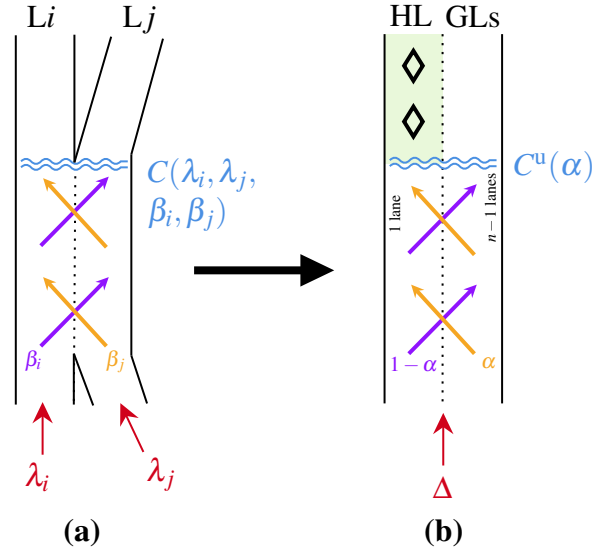 Li
Lj
C(λᵢ, λⱼ,
βᵢ, βⱼ)
βᵢ
βⱼ
λᵢ
λⱼ
(a)
HL
GLs
Cᵘ(α)
1 lane
n−1 lanes
1−α
α
Δ
(b)